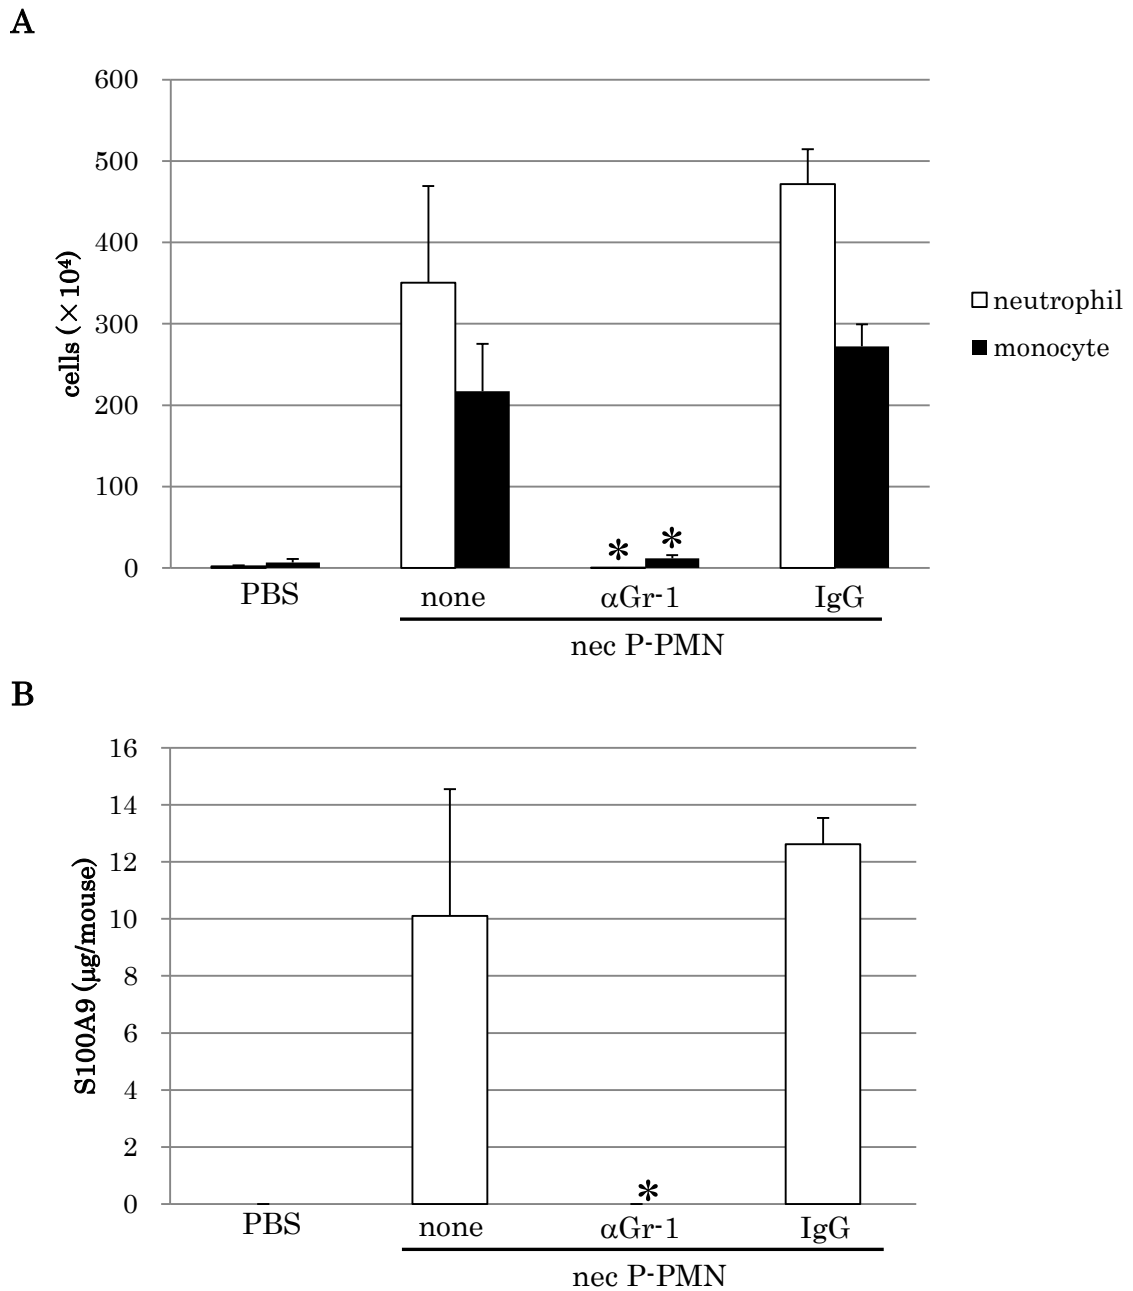 A
600
500
400
300
200
100
0
cells (×10⁴)
neutrophil
monocyte
* *
PBS none αGr-1 IgG
nec P-PMN
B
16
14
12
10
8
6
4
2
0
S100A9 (μg/mouse)
*
PBS none αGr-1 IgG
nec P-PMN